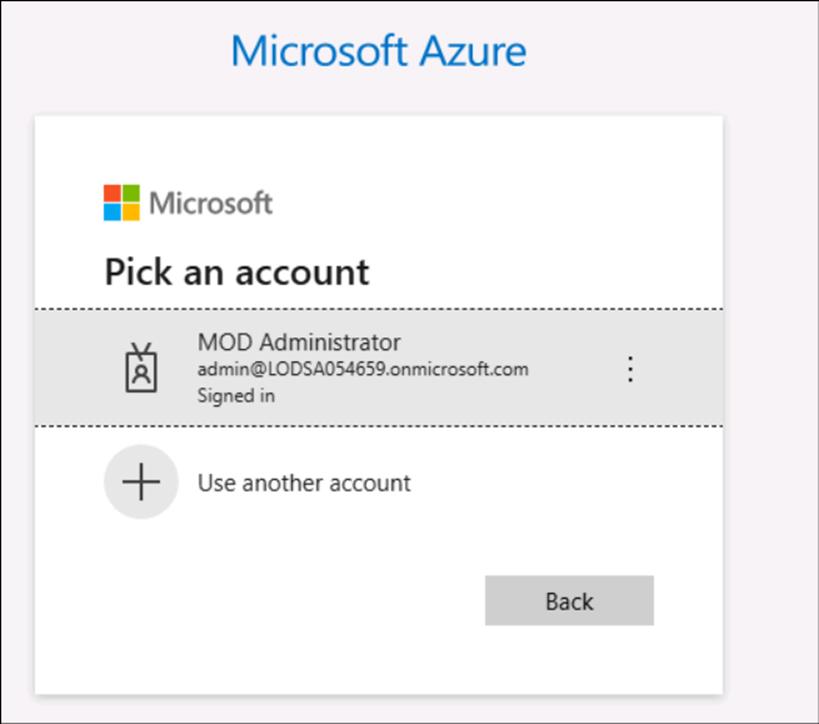 Microsoft Azure
Microsoft
Pick an account
MOD Administrator
admin@LODSA054659.onmicrosoft.com
Signed in
Use another account
Back